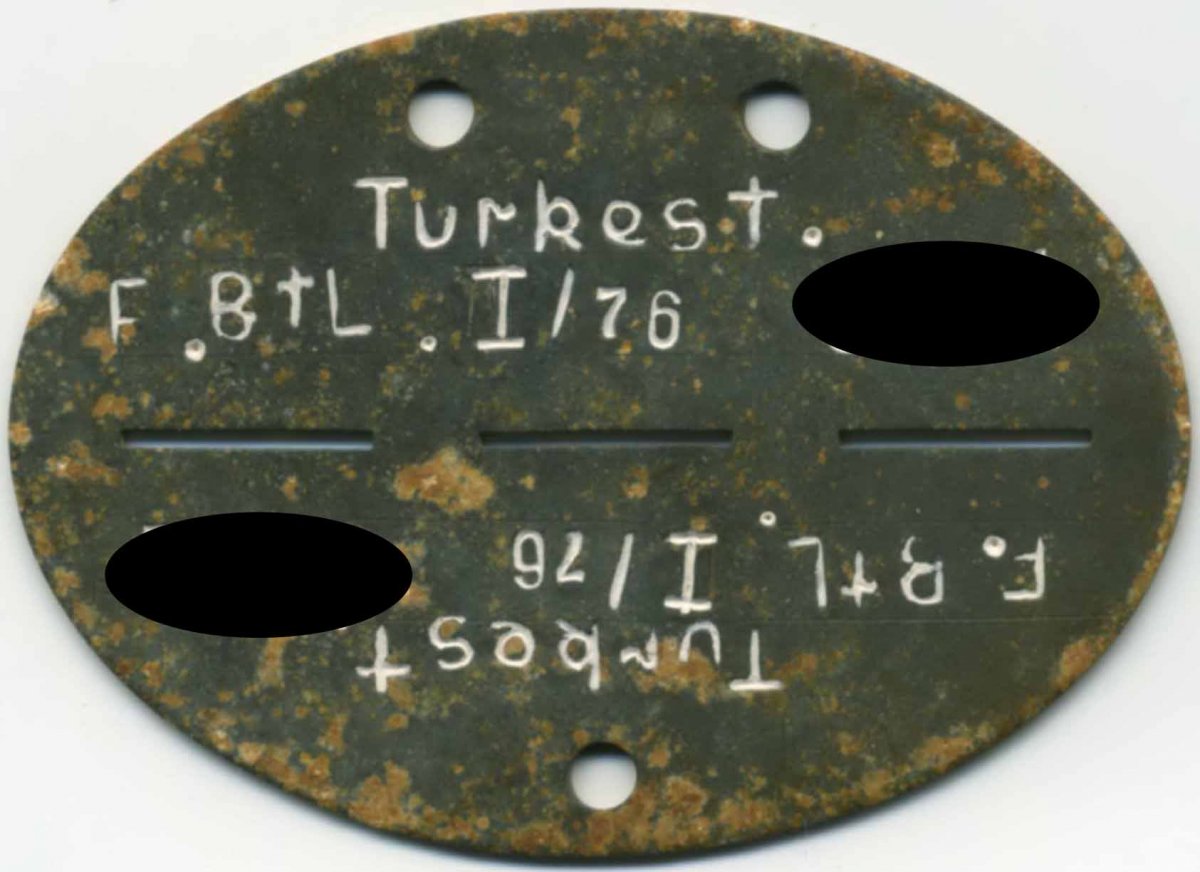 Turkest.
F.BtL. I/76
F. BtL. I/76
Turkest